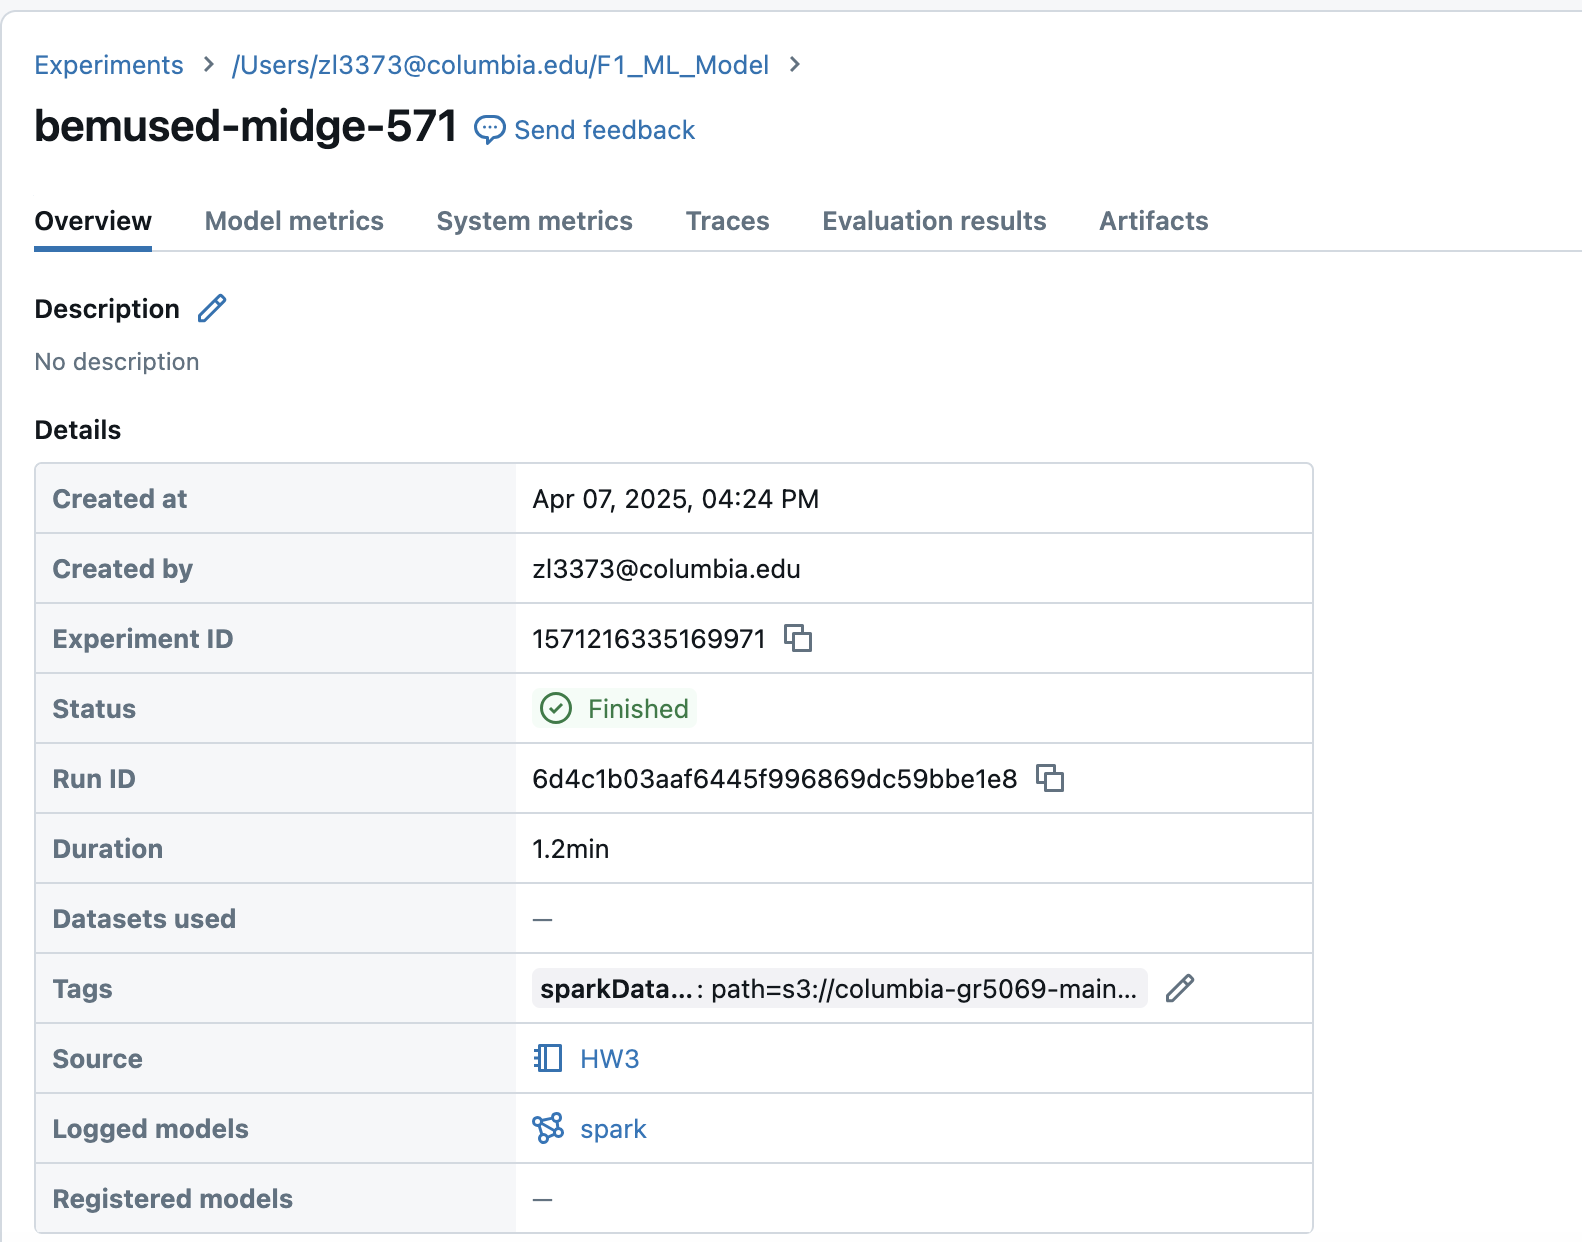 Experiments > /Users/zl3373@columbia.edu/F1_ML_Model >
bemused-midge-571 Send feedback
Overview Model metrics System metrics Traces Evaluation results Artifacts
Description
No description
Details
Created at Apr 07, 2025, 04:24 PM
Created by zl3373@columbia.edu
Experiment ID 1571216335169971
Status Finished
Run ID 6d4c1b03aaf6445f996869dc59bbe1e8
Duration 1.2min
Datasets used —
Tags sparkData...: path=s3://columbia-gr5069-main...
Source HW3
Logged models spark
Registered models —